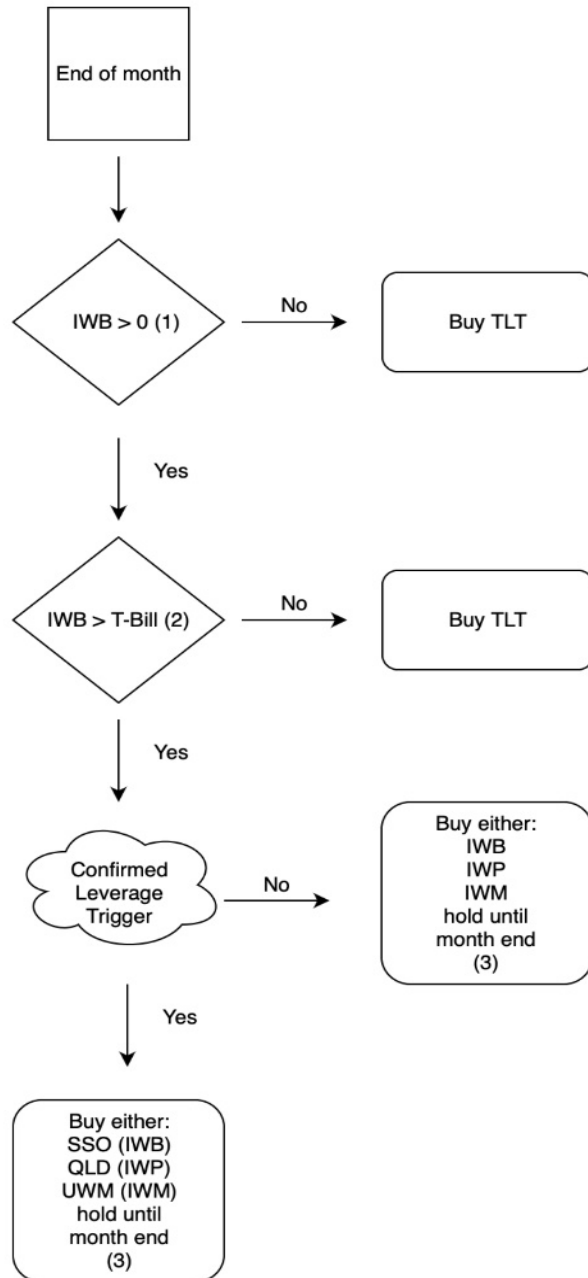 End of month
IWB > 0 (1)
No
Buy TLT
Yes
IWB > T-Bill (2)
No
Buy TLT
Yes
Confirmed
Leverage
Trigger
No
Buy either:
IWB
IWP
IWM
hold until
month end
(3)
Yes
Buy either:
SSO (IWB)
QLD (IWP)
UWM (IWM)
hold until
month end
(3)